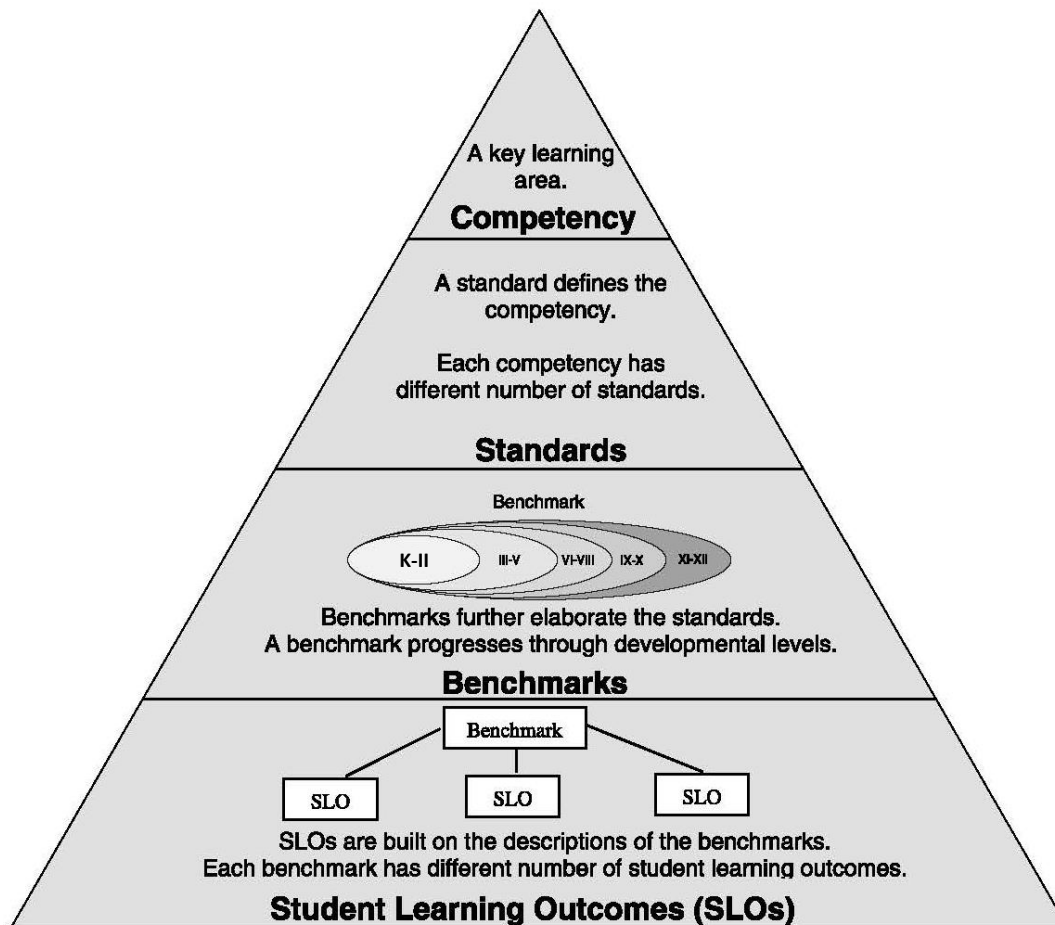 A key learning
area.
Competency
A standard defines the
competency.
Each competency has
different number of standards.
Standards
Benchmark
K-II III-V VI-VIII IX-X XI-XII
Benchmarks further elaborate the standards.
A benchmark progresses through developmental levels.
Benchmarks
Benchmark
SLO SLO SLO
SLOs are built on the descriptions of the benchmarks.
Each benchmark has different number of student learning outcomes.
Student Learning Outcomes (SLOs)